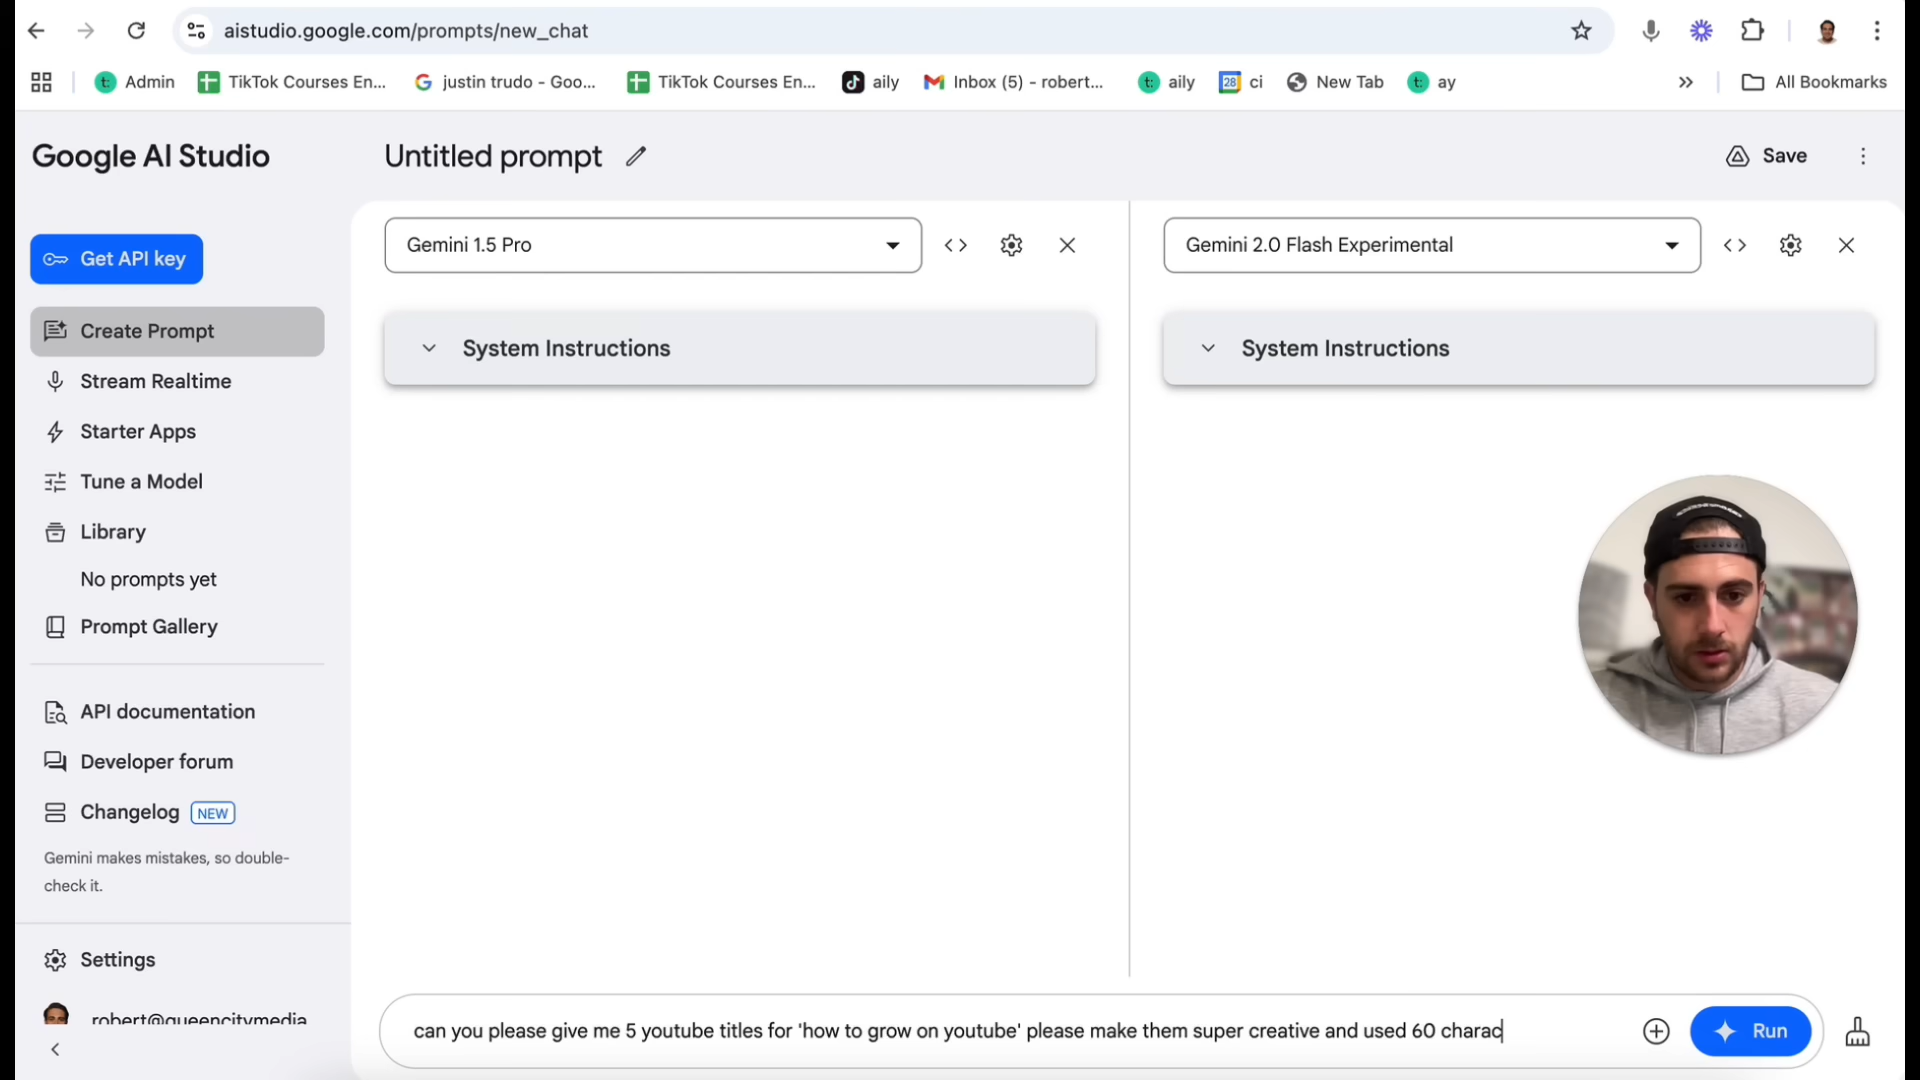 aistudio.google.com/prompts/new_chat
Admin
TikTok Courses En...
justin trudo - Goo...
TikTok Courses En...
aily
Inbox (5) - robert...
aily
28
ci
New Tab
ay
All Bookmarks
Google AI Studio
Untitled prompt
Save
Get API key
Gemini 1.5 Pro
Gemini 2.0 Flash Experimental
Create Prompt
System Instructions
System Instructions
Stream Realtime
Starter Apps
Tune a Model
Library
No prompts yet
Prompt Gallery
API documentation
Developer forum
Changelog NEW
Gemini makes mistakes, so double-
check it.
Settings
robert@queencitymedia
can you please give me 5 youtube titles for 'how to grow on youtube' please make them super creative and used 60 charac
Run